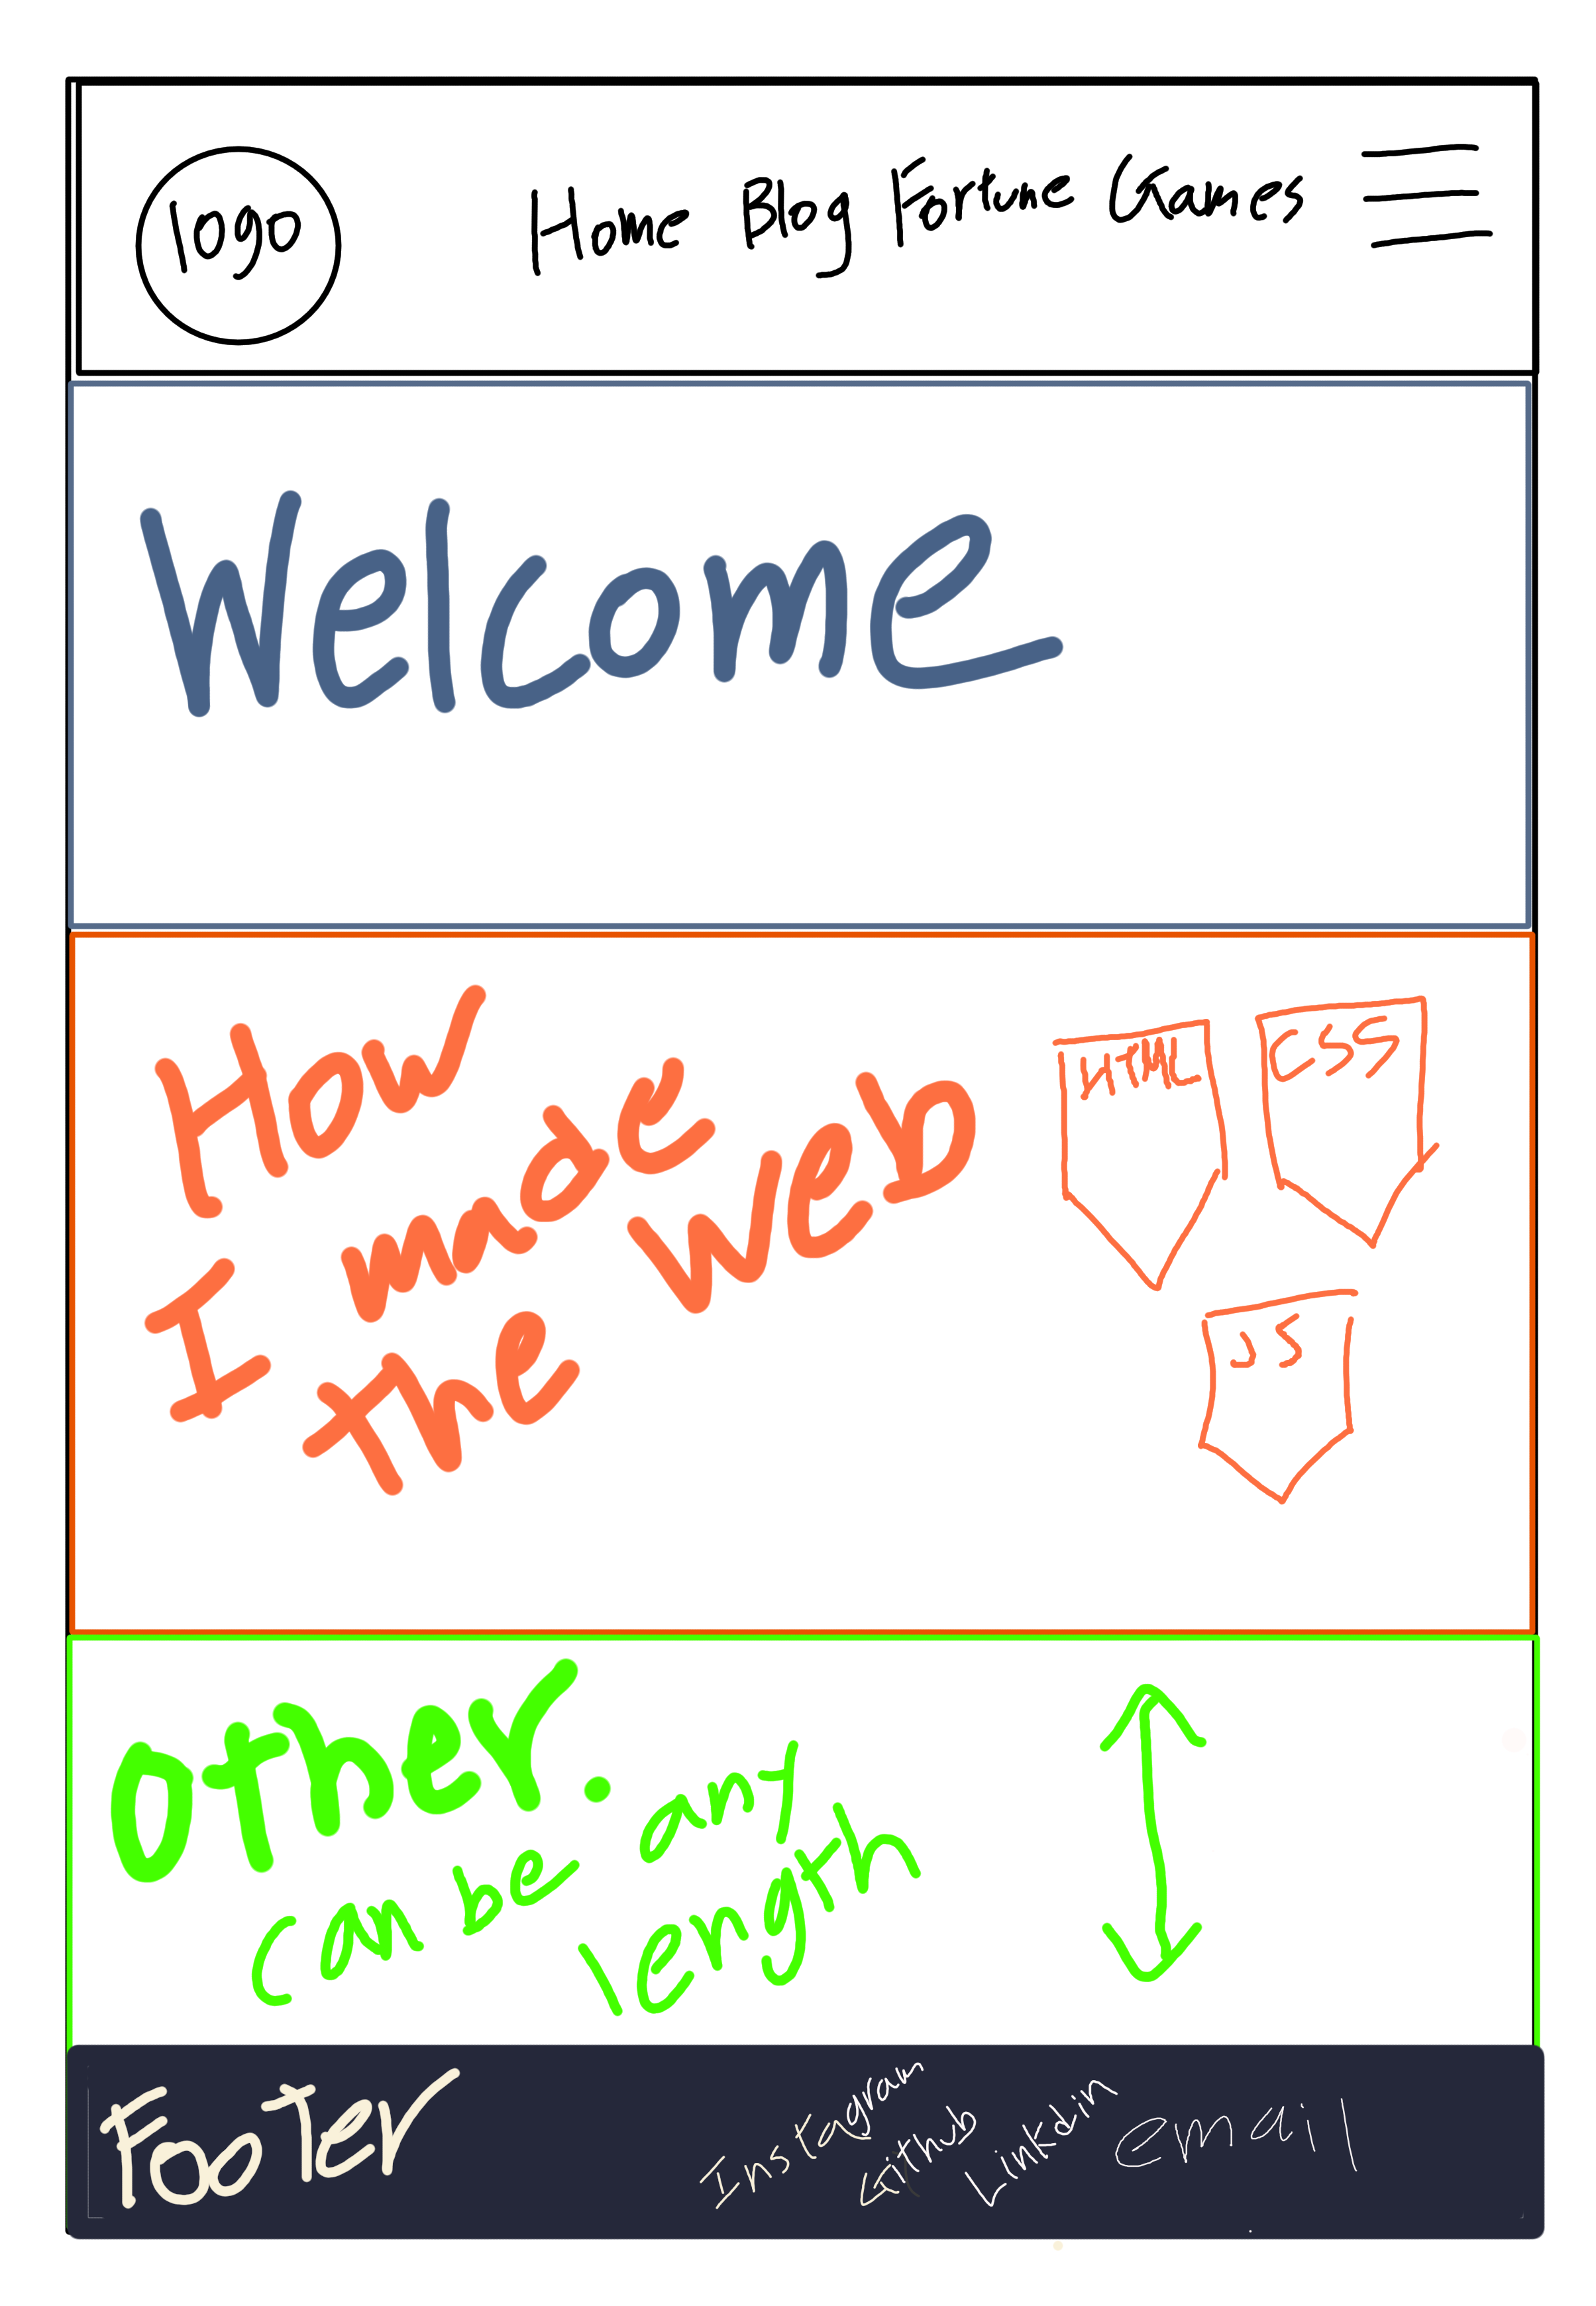 logo Home Blog Fortune Games
Welcome
How
I made
the web
HTML CSS
JS
Other.
can be any
length
Footer Instagram Github Linkedin email